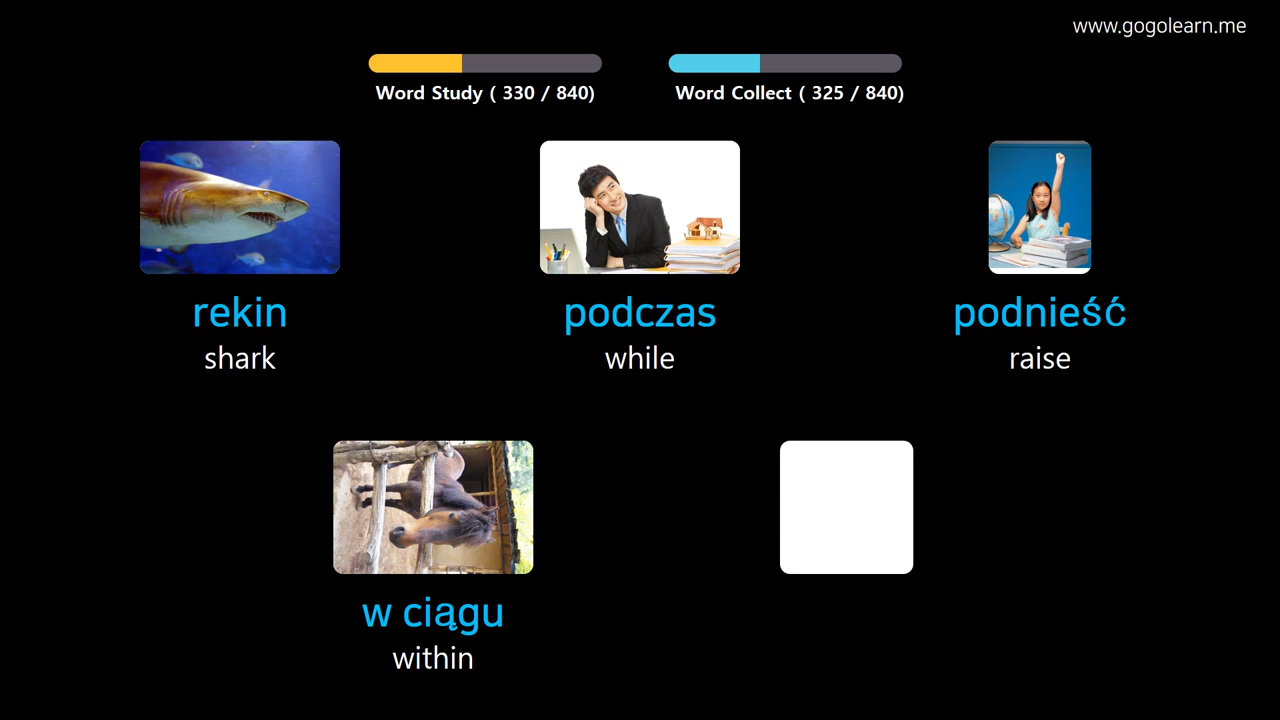 www.gogolearn.me
Word Study ( 330 / 840)
Word Collect ( 325 / 840)
rekin
shark
podczas
while
podnieść
raise
w ciągu
within